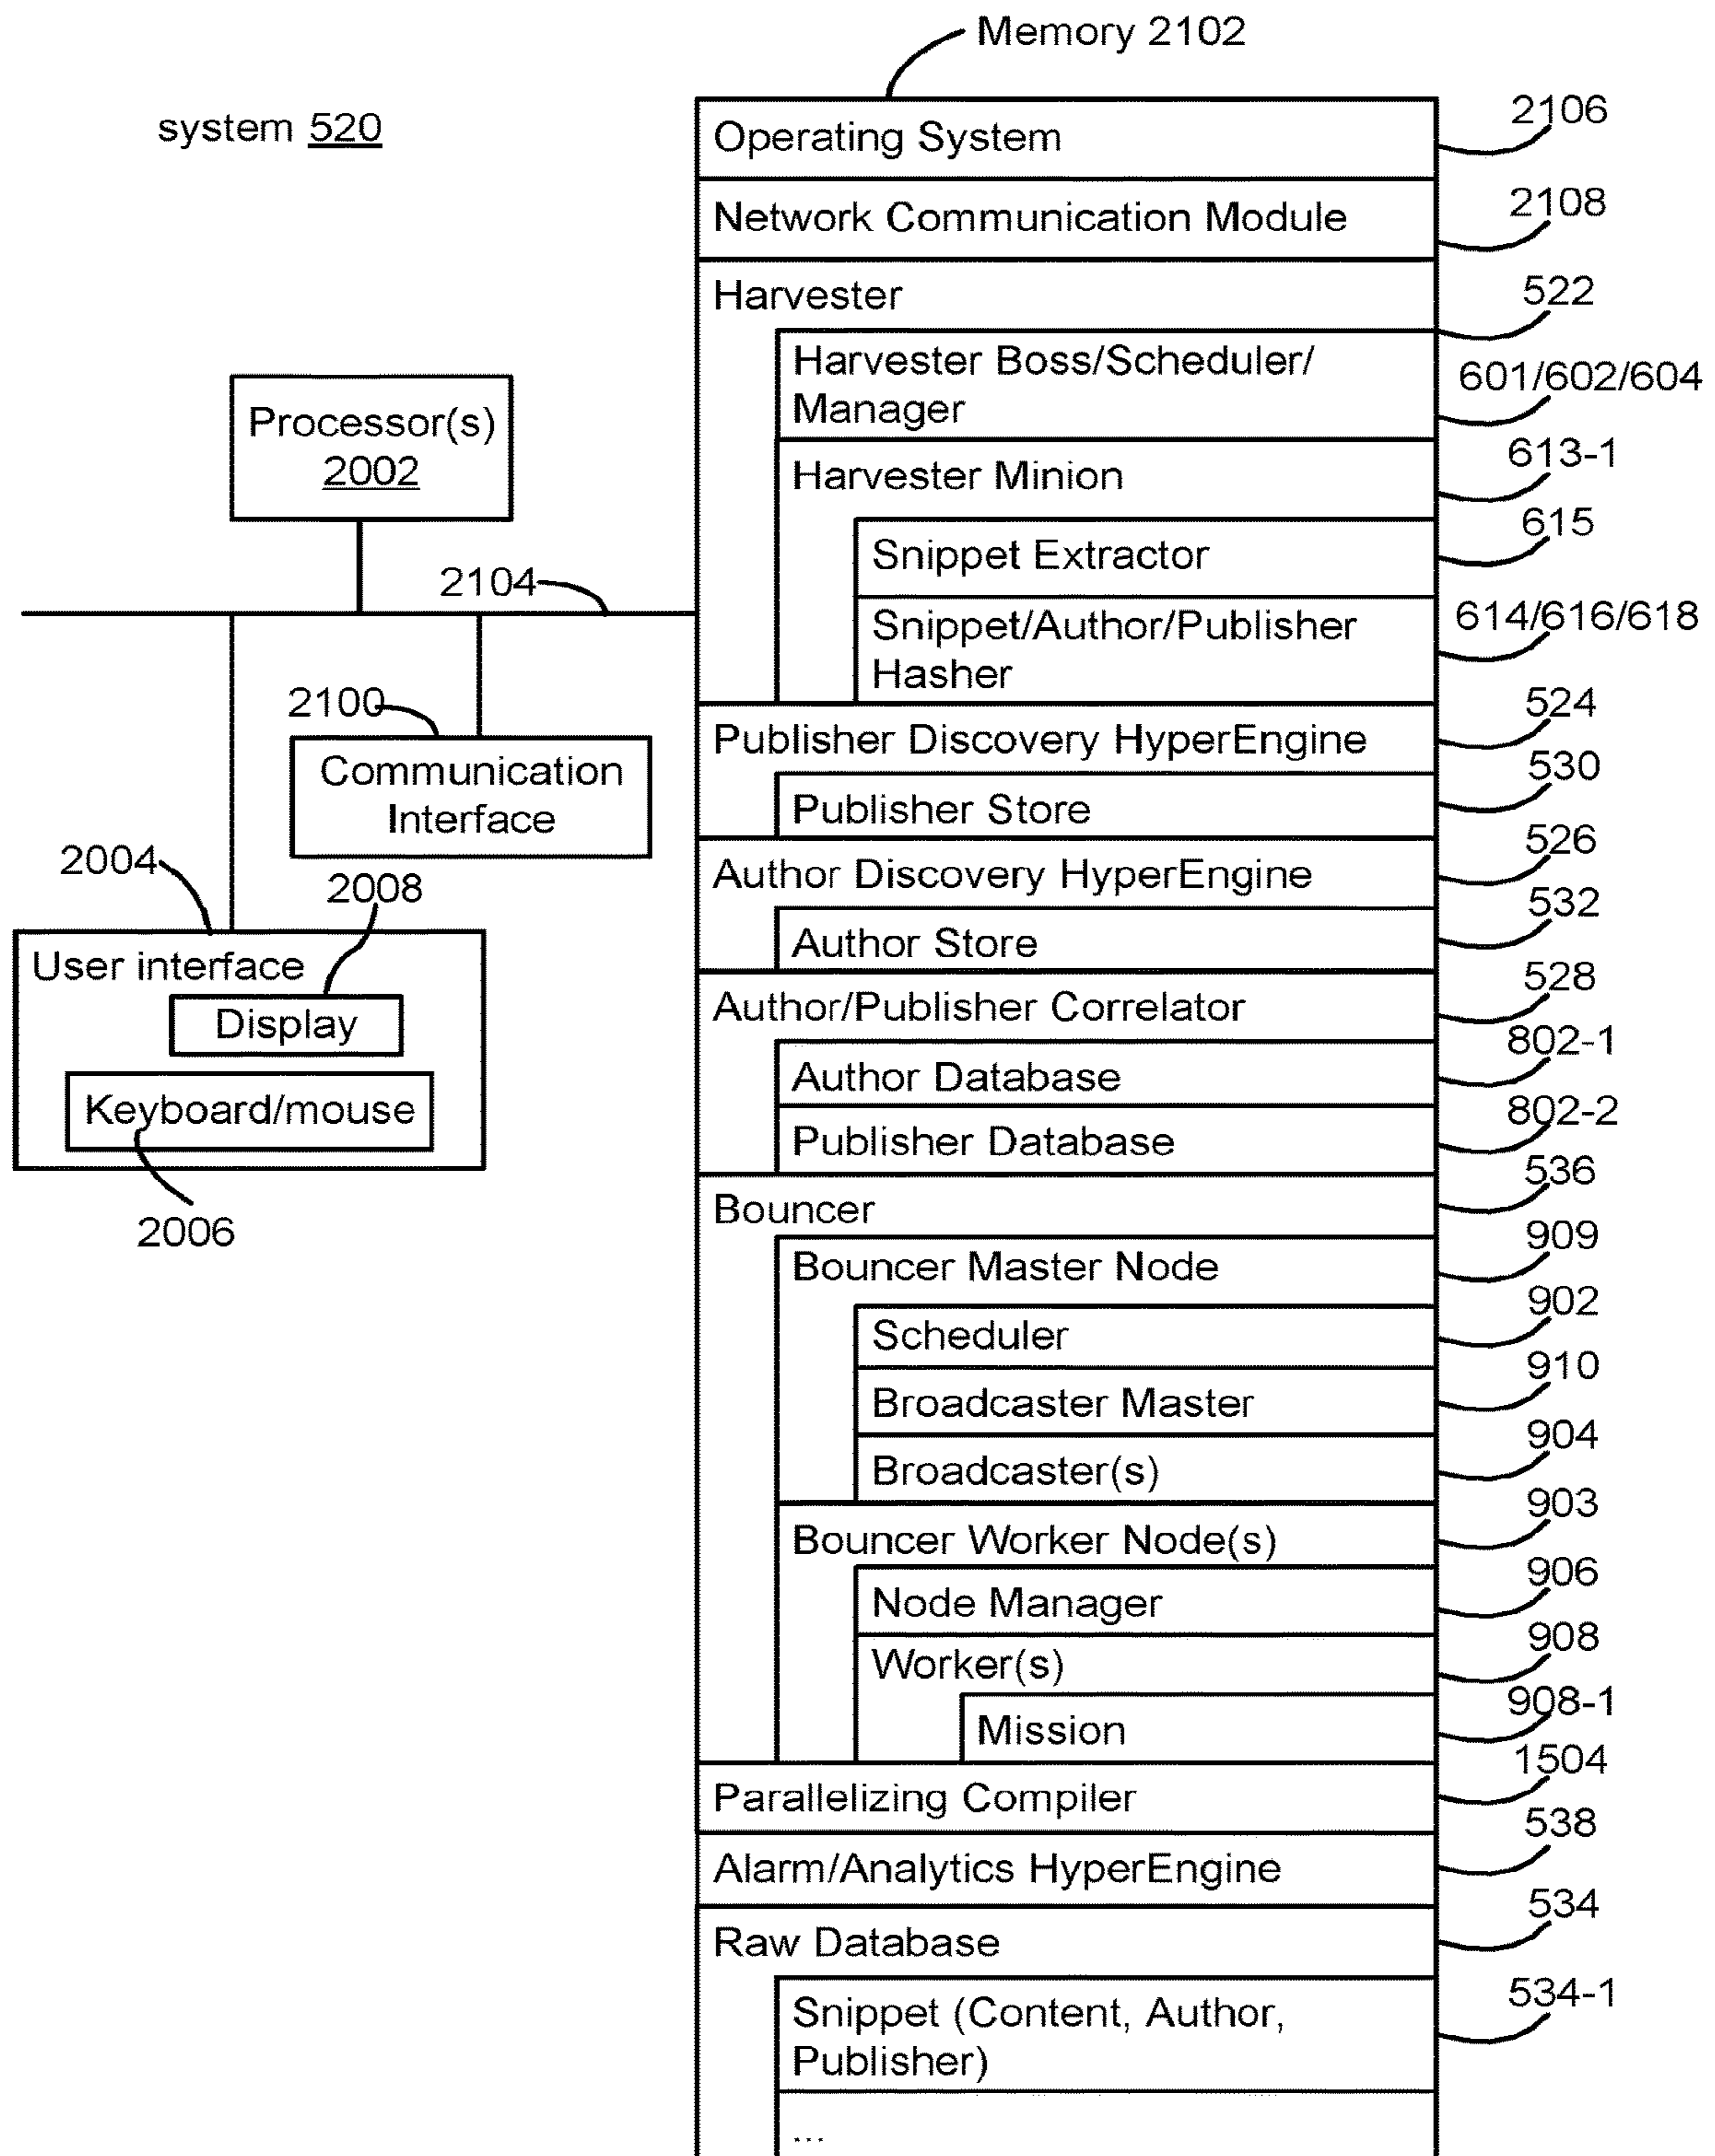 Memory 2102
system 520
Operating System
2106
Network Communication Module
2108
Harvester
522
Harvester Boss/Scheduler/
Manager
601/602/604
Harvester Minion
613-1
Snippet Extractor
615
Snippet/Author/Publisher
Hasher
614/616/618
Publisher Discovery HyperEngine
524
Publisher Store
530
Author Discovery HyperEngine
526
Author Store
532
Author/Publisher Correlator
528
Author Database
802-1
Publisher Database
802-2
Bouncer
536
Bouncer Master Node
909
Scheduler
902
Broadcaster Master
910
Broadcaster(s)
904
Bouncer Worker Node(s)
903
Node Manager
906
Worker(s)
908
Mission
908-1
Parallelizing Compiler
1504
Alarm/Analytics HyperEngine
538
Raw Database
534
Snippet (Content, Author,
Publisher)
534-1
...
Processor(s)
2002
2104
2100
Communication
Interface
2004
2008
User interface
Display
Keyboard/mouse
2006